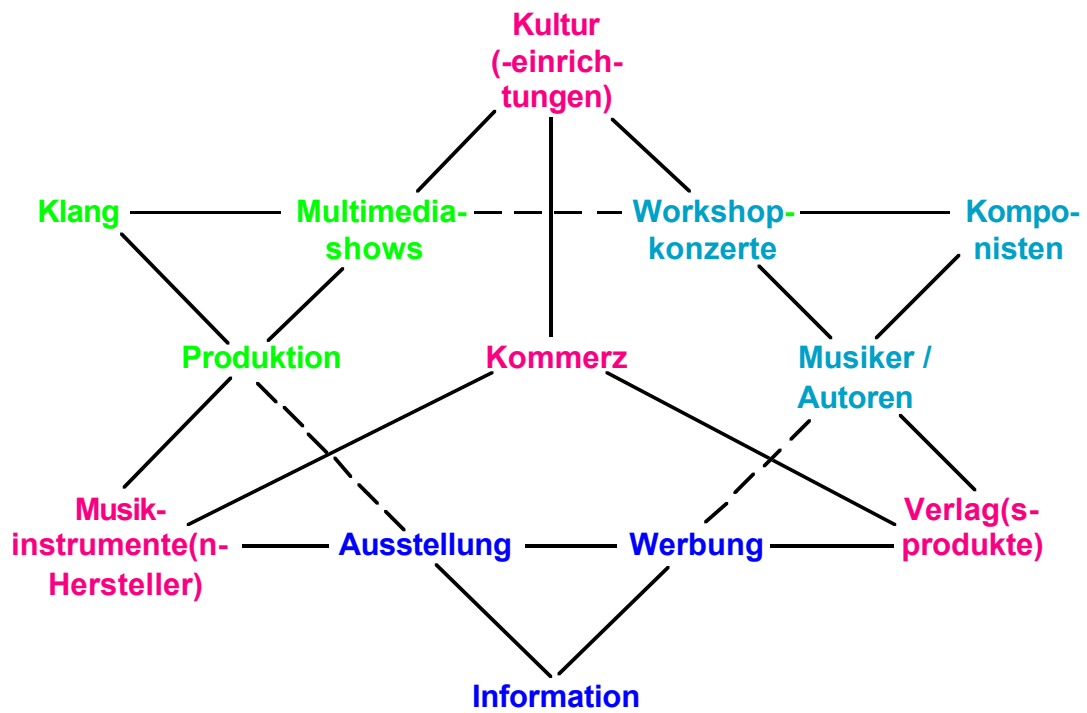 Kultur
(-einrich-
tungen)
Klang
Multimedia-
shows
Workshop-
konzerte
Kompo-
nisten
Produktion
Kommerz
Musiker /
Autoren
Musik-
instrumente(n-
Hersteller)
Ausstellung
Werbung
Verlag(s-
produkte)
Information